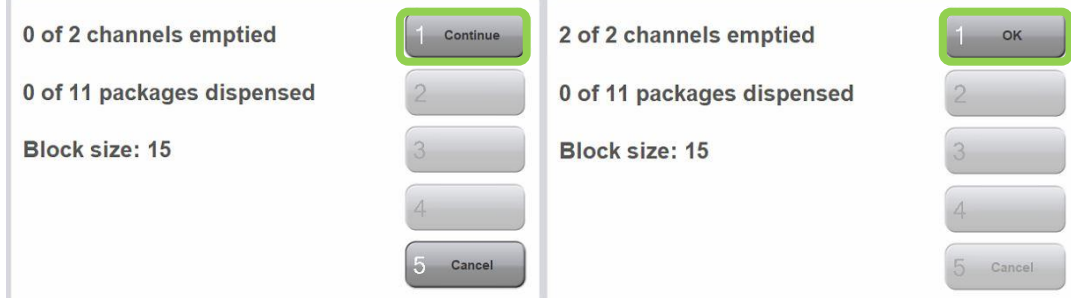 0 of 2 channels emptied
0 of 11 packages dispensed
Block size: 15
1 Continue
2
3
4
5 Cancel
2 of 2 channels emptied
0 of 11 packages dispensed
Block size: 15
1 OK
2
3
4
5 Cancel